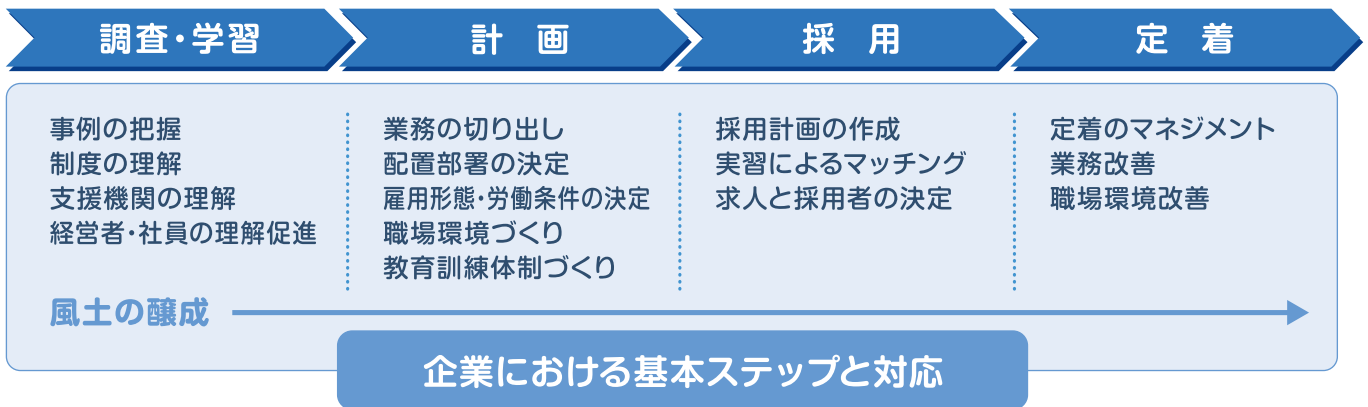 調査・学習
計　画
採　用
定　着
事例の把握
制度の理解
支援機関の理解
経営者・社員の理解促進
業務の切り出し
配置部署の決定
雇用形態・労働条件の決定
職場環境づくり
教育訓練体制づくり
採用計画の作成
実習によるマッチング
求人と採用者の決定
定着のマネジメント
業務改善
職場環境改善
風土の醸成
企業における基本ステップと対応